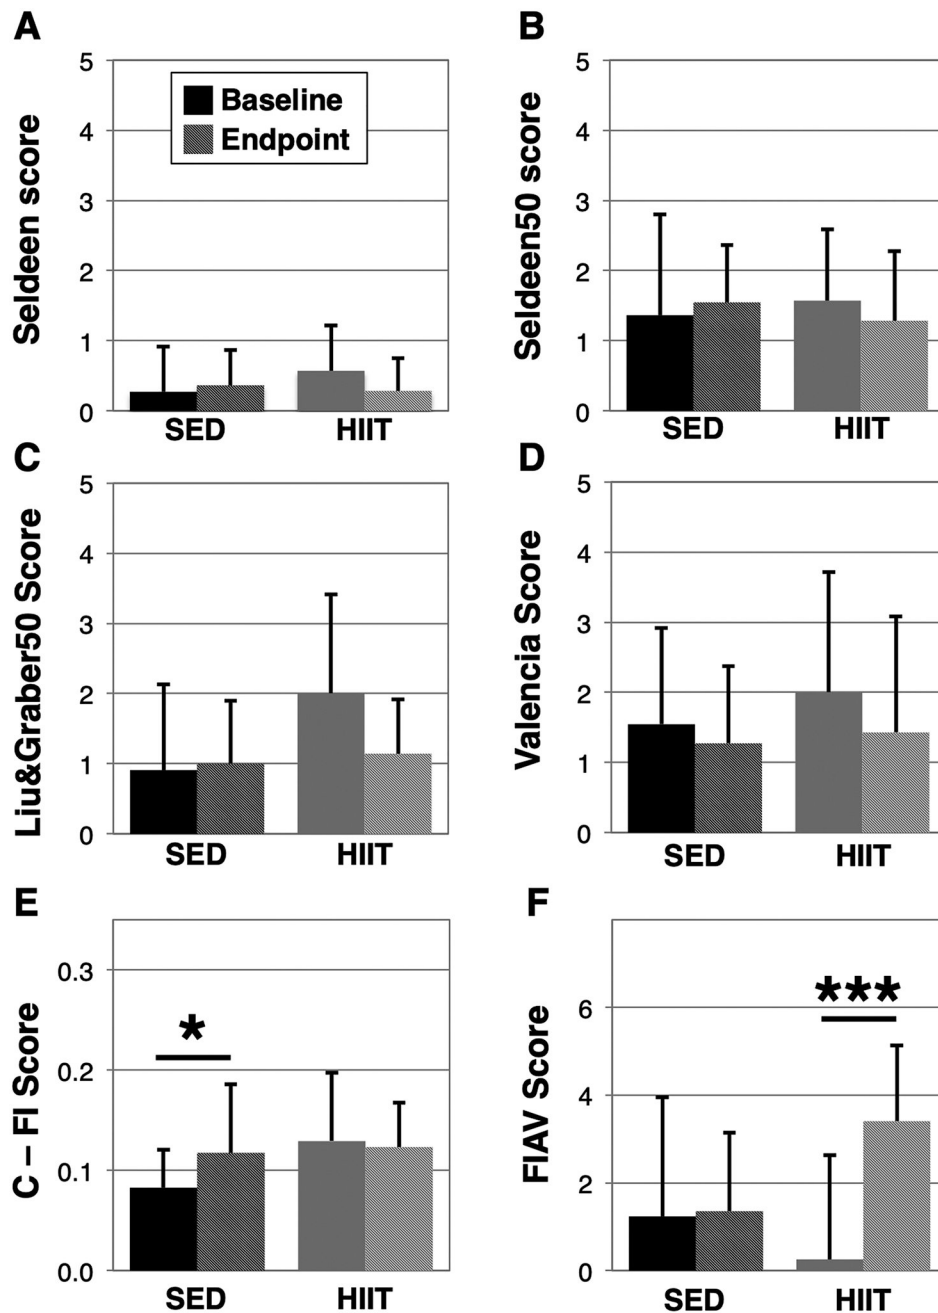 A
Seldeen score
5
4
3
2
1
0
Baseline
Endpoint
SED
HIIT
B
Seldeen50 score
5
4
3
2
1
0
SED
HIIT
C
Liu&Graber50 Score
5
4
3
2
1
0
SED
HIIT
D
Valencia Score
5
4
3
2
1
0
SED
HIIT
E
C – FI Score
0.3
0.2
0.1
0.0
*
SED
HIIT
F
FIAV Score
6
4
2
0
***
SED
HIIT